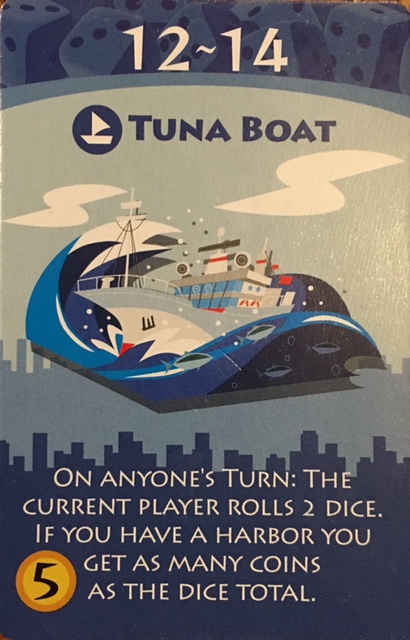 12~14
Tuna Boat
On anyone's Turn: The
current player rolls 2 dice.
If you have a harbor you
get as many coins
as the dice total.
5